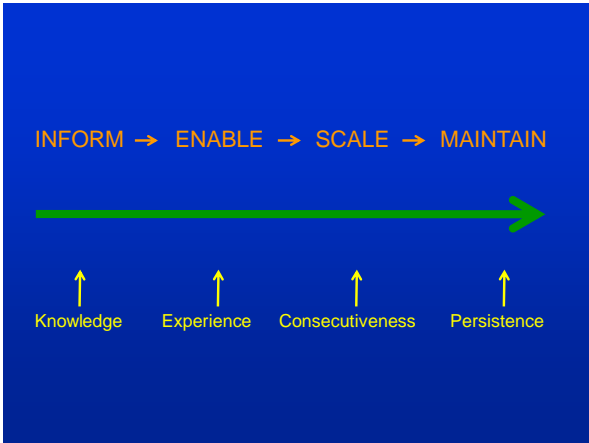 INFORM → ENABLE → SCALE → MAINTAIN
Knowledge Experience Consecutiveness Persistence